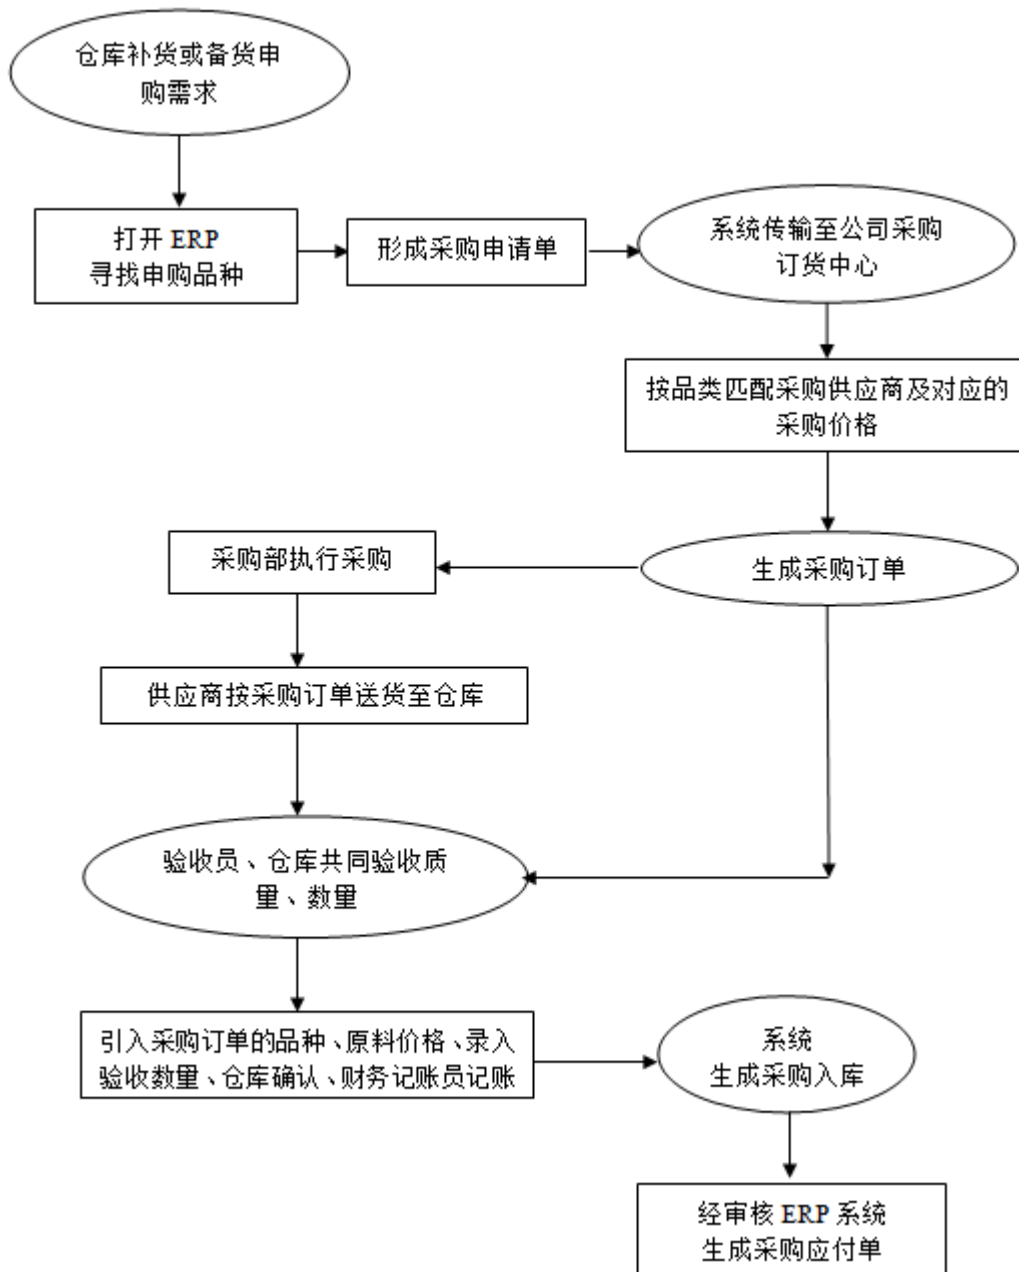 仓库补货或备货申
购需求
打开 ERP
寻找申购品种
形成采购申请单
系统传输至公司采购
订货中心
按品类匹配采购供应商及对应的
采购价格
生成采购订单
采购部执行采购
供应商按采购订单送货至仓库
验收员、仓库共同验收质
量、数量
引入采购订单的品种、原料价格、录入
验收数量、仓库确认、财务记账员记账
系统
生成采购入库
经审核 ERP 系统
生成采购应付单